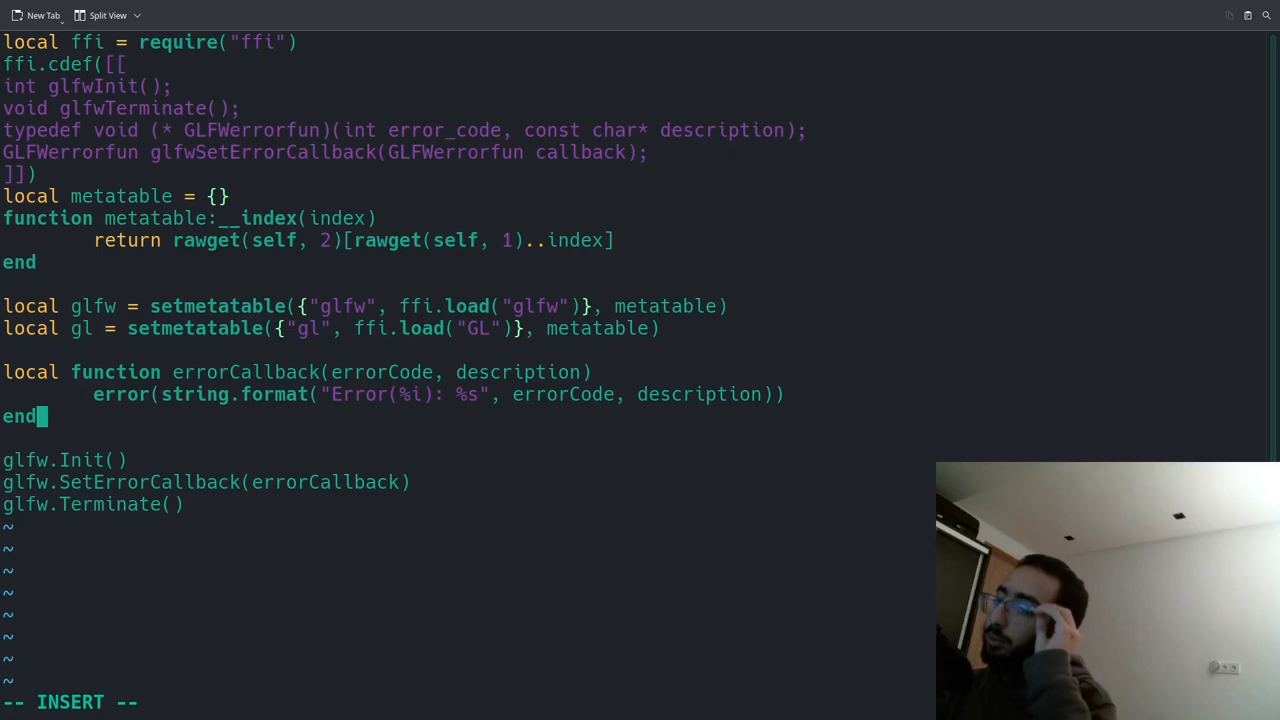 New Tab Split View
local ffi = require("ffi")
ffi.cdef([[
int glfwInit();
void glfwTerminate();
typedef void (* GLFWerrorfun)(int error_code, const char* description);
GLFWerrorfun glfwSetErrorCallback(GLFWerrorfun callback);
]])
local metatable = {}
function metatable:__index(index)
        return rawget(self, 2)[rawget(self, 1)..index]
end
local glfw = setmetatable({"glfw", ffi.load("glfw")}, metatable)
local gl = setmetatable({"gl", ffi.load("GL")}, metatable)
local function errorCallback(errorCode, description)
        error(string.format("Error(%i): %s", errorCode, description))
end
glfw.Init()
glfw.SetErrorCallback(errorCallback)
glfw.Terminate()
~
~
~
~
~
~
~
~
-- INSERT --